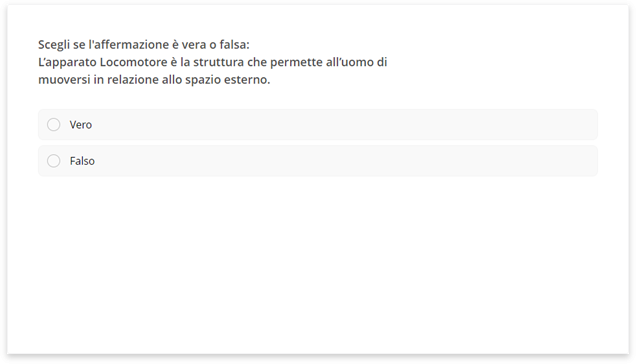 Scegli se l'affermazione è vera o falsa:
L’apparato Locomotore è la struttura che permette all’uomo di
muoversi in relazione allo spazio esterno.
Vero
Falso